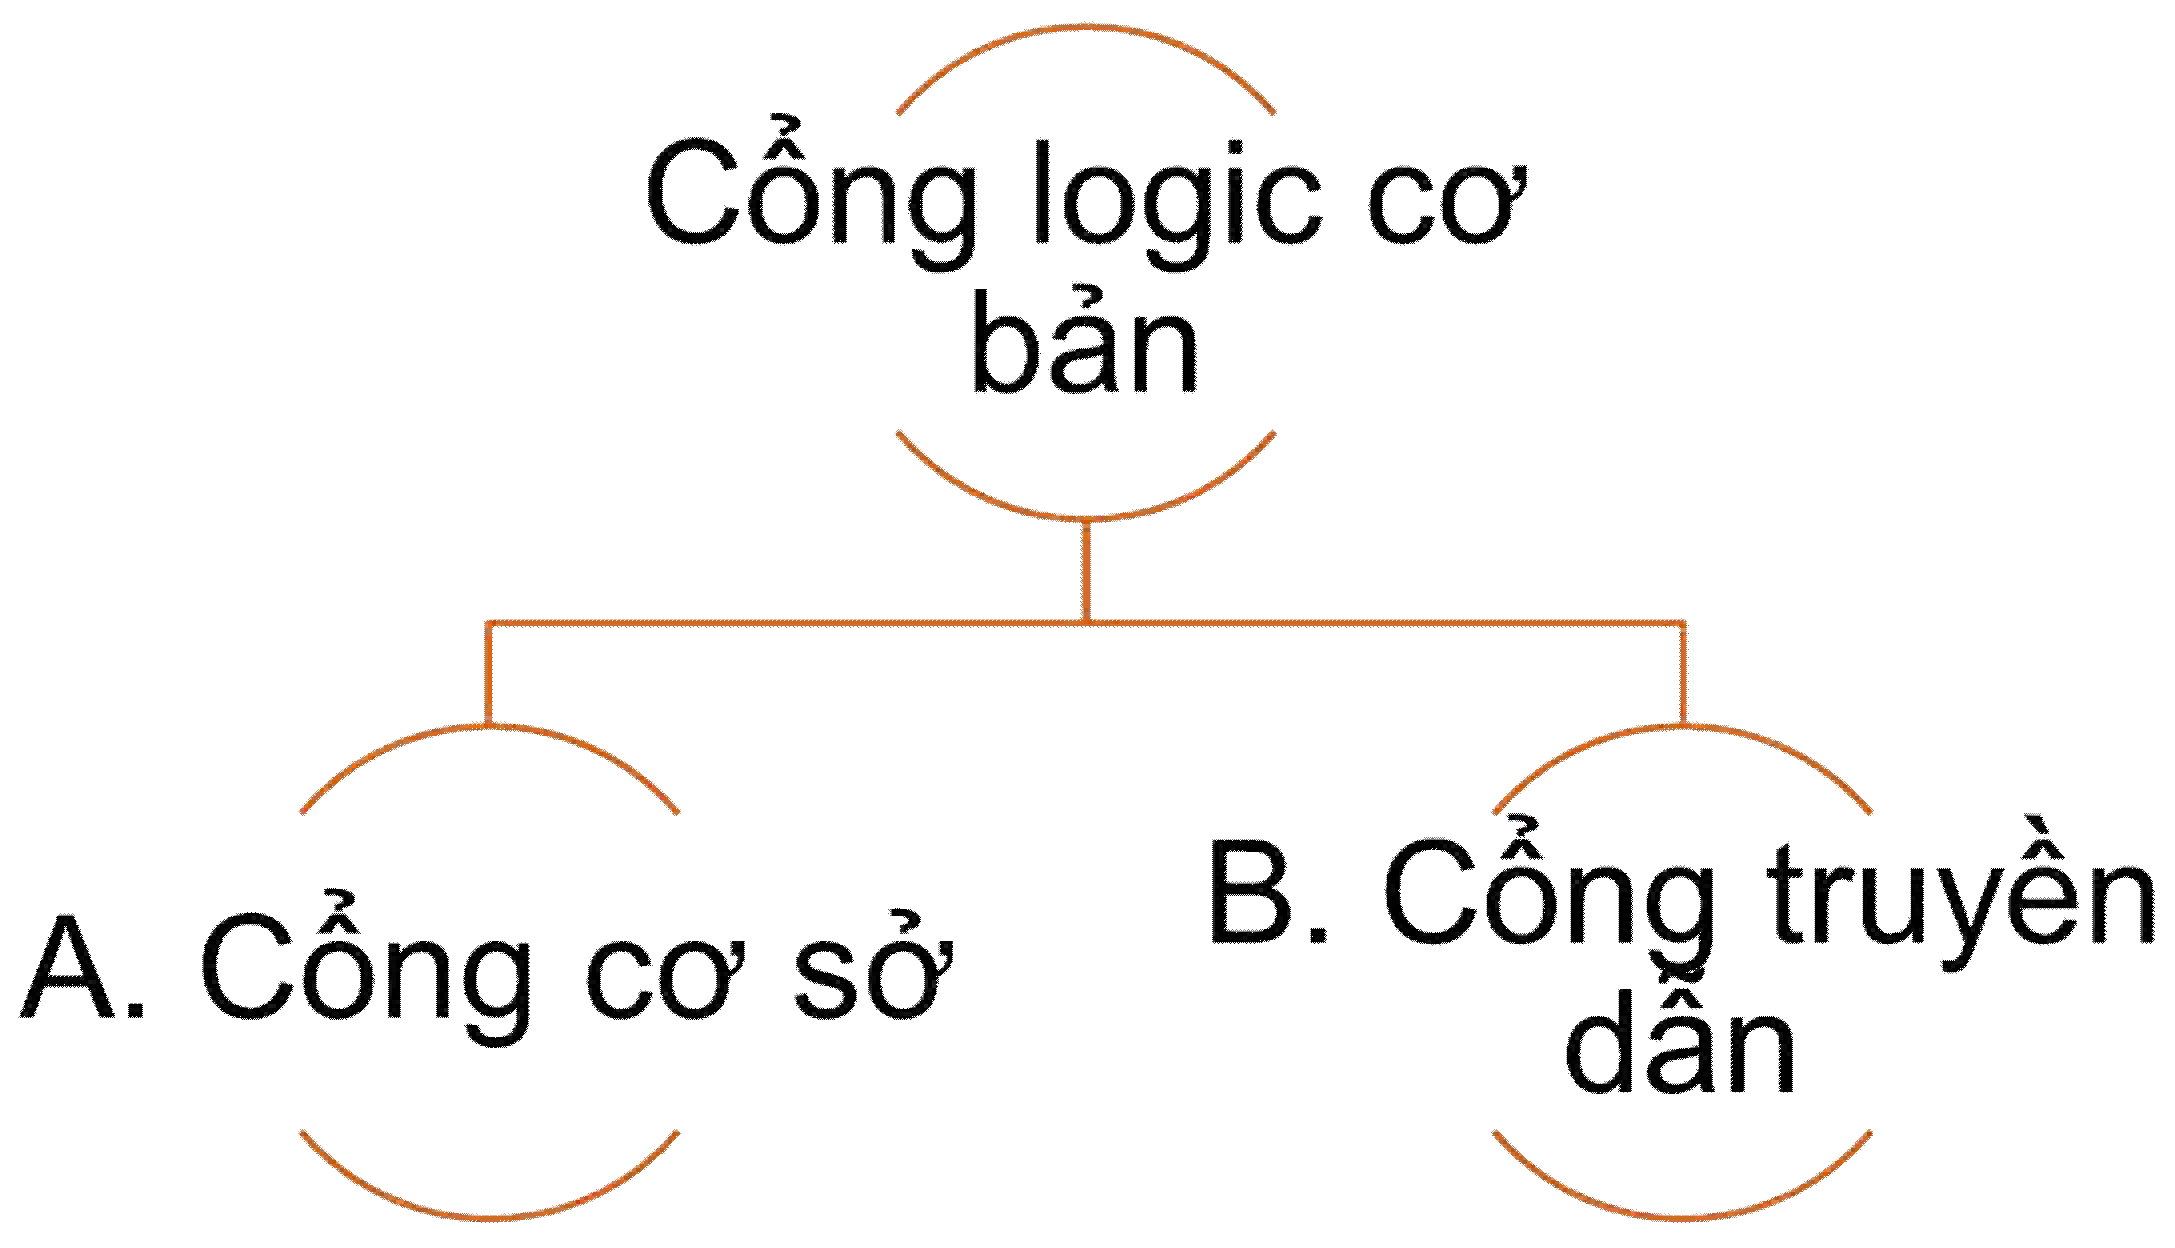 Cổng logic cơ
bản
A. Cổng cơ sở
B. Cổng truyền
dẫn